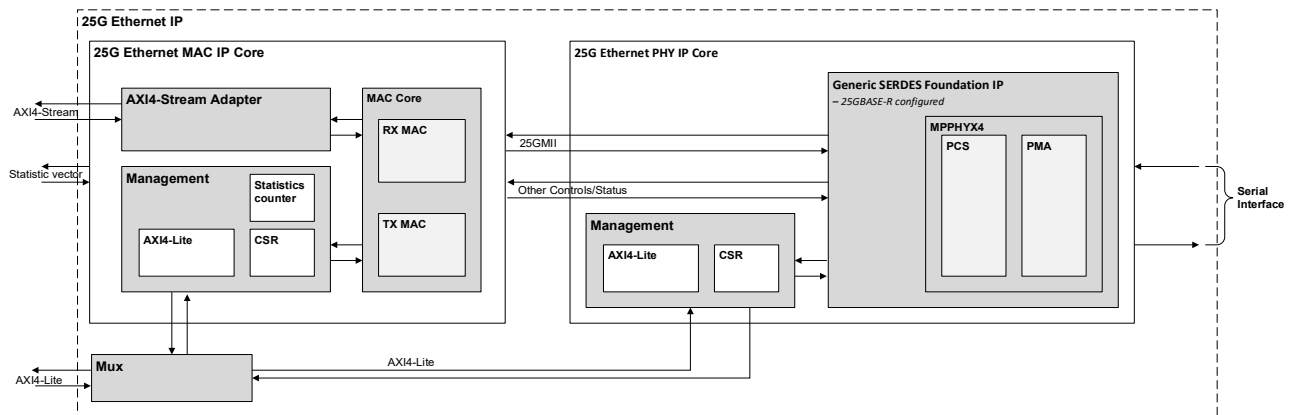 25G Ethernet IP
25G Ethernet MAC IP Core
AXI4-Stream
AXI4-Stream Adapter
MAC Core
RX MAC
TX MAC
Statistic vector
Management
Statistics
counter
AXI4-Lite
CSR
25GMII
Other Controls/Status
25G Ethernet PHY IP Core
Generic SERDES Foundation IP
– 25GBASE-R configured
MPPHYX4
PCS
PMA
Management
AXI4-Lite
CSR
Serial
Interface
Mux
AXI4-Lite
AXI4-Lite